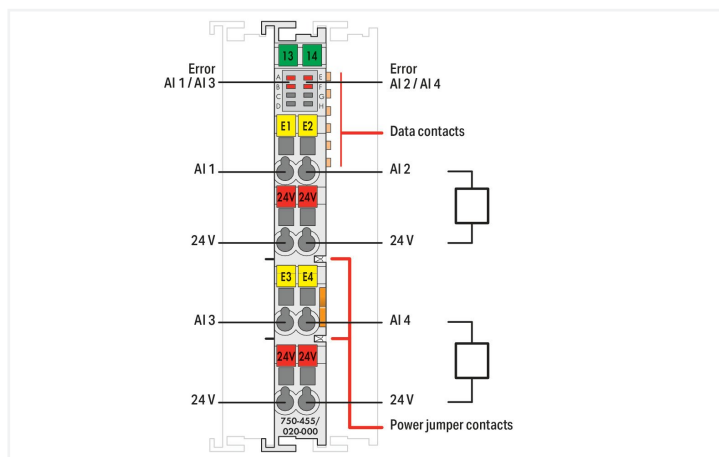 13 14
Error
AI 1 / AI 3
Error
AI 2 / AI 4
A
B
C
D
E
F
G
H
Data contacts
E1 E2
AI 1
AI 2
24V 24V
24 V
24 V
E3 E4
AI 3
AI 4
24V 24V
24 V
24 V
750-455/
020-000
Power jumper contacts